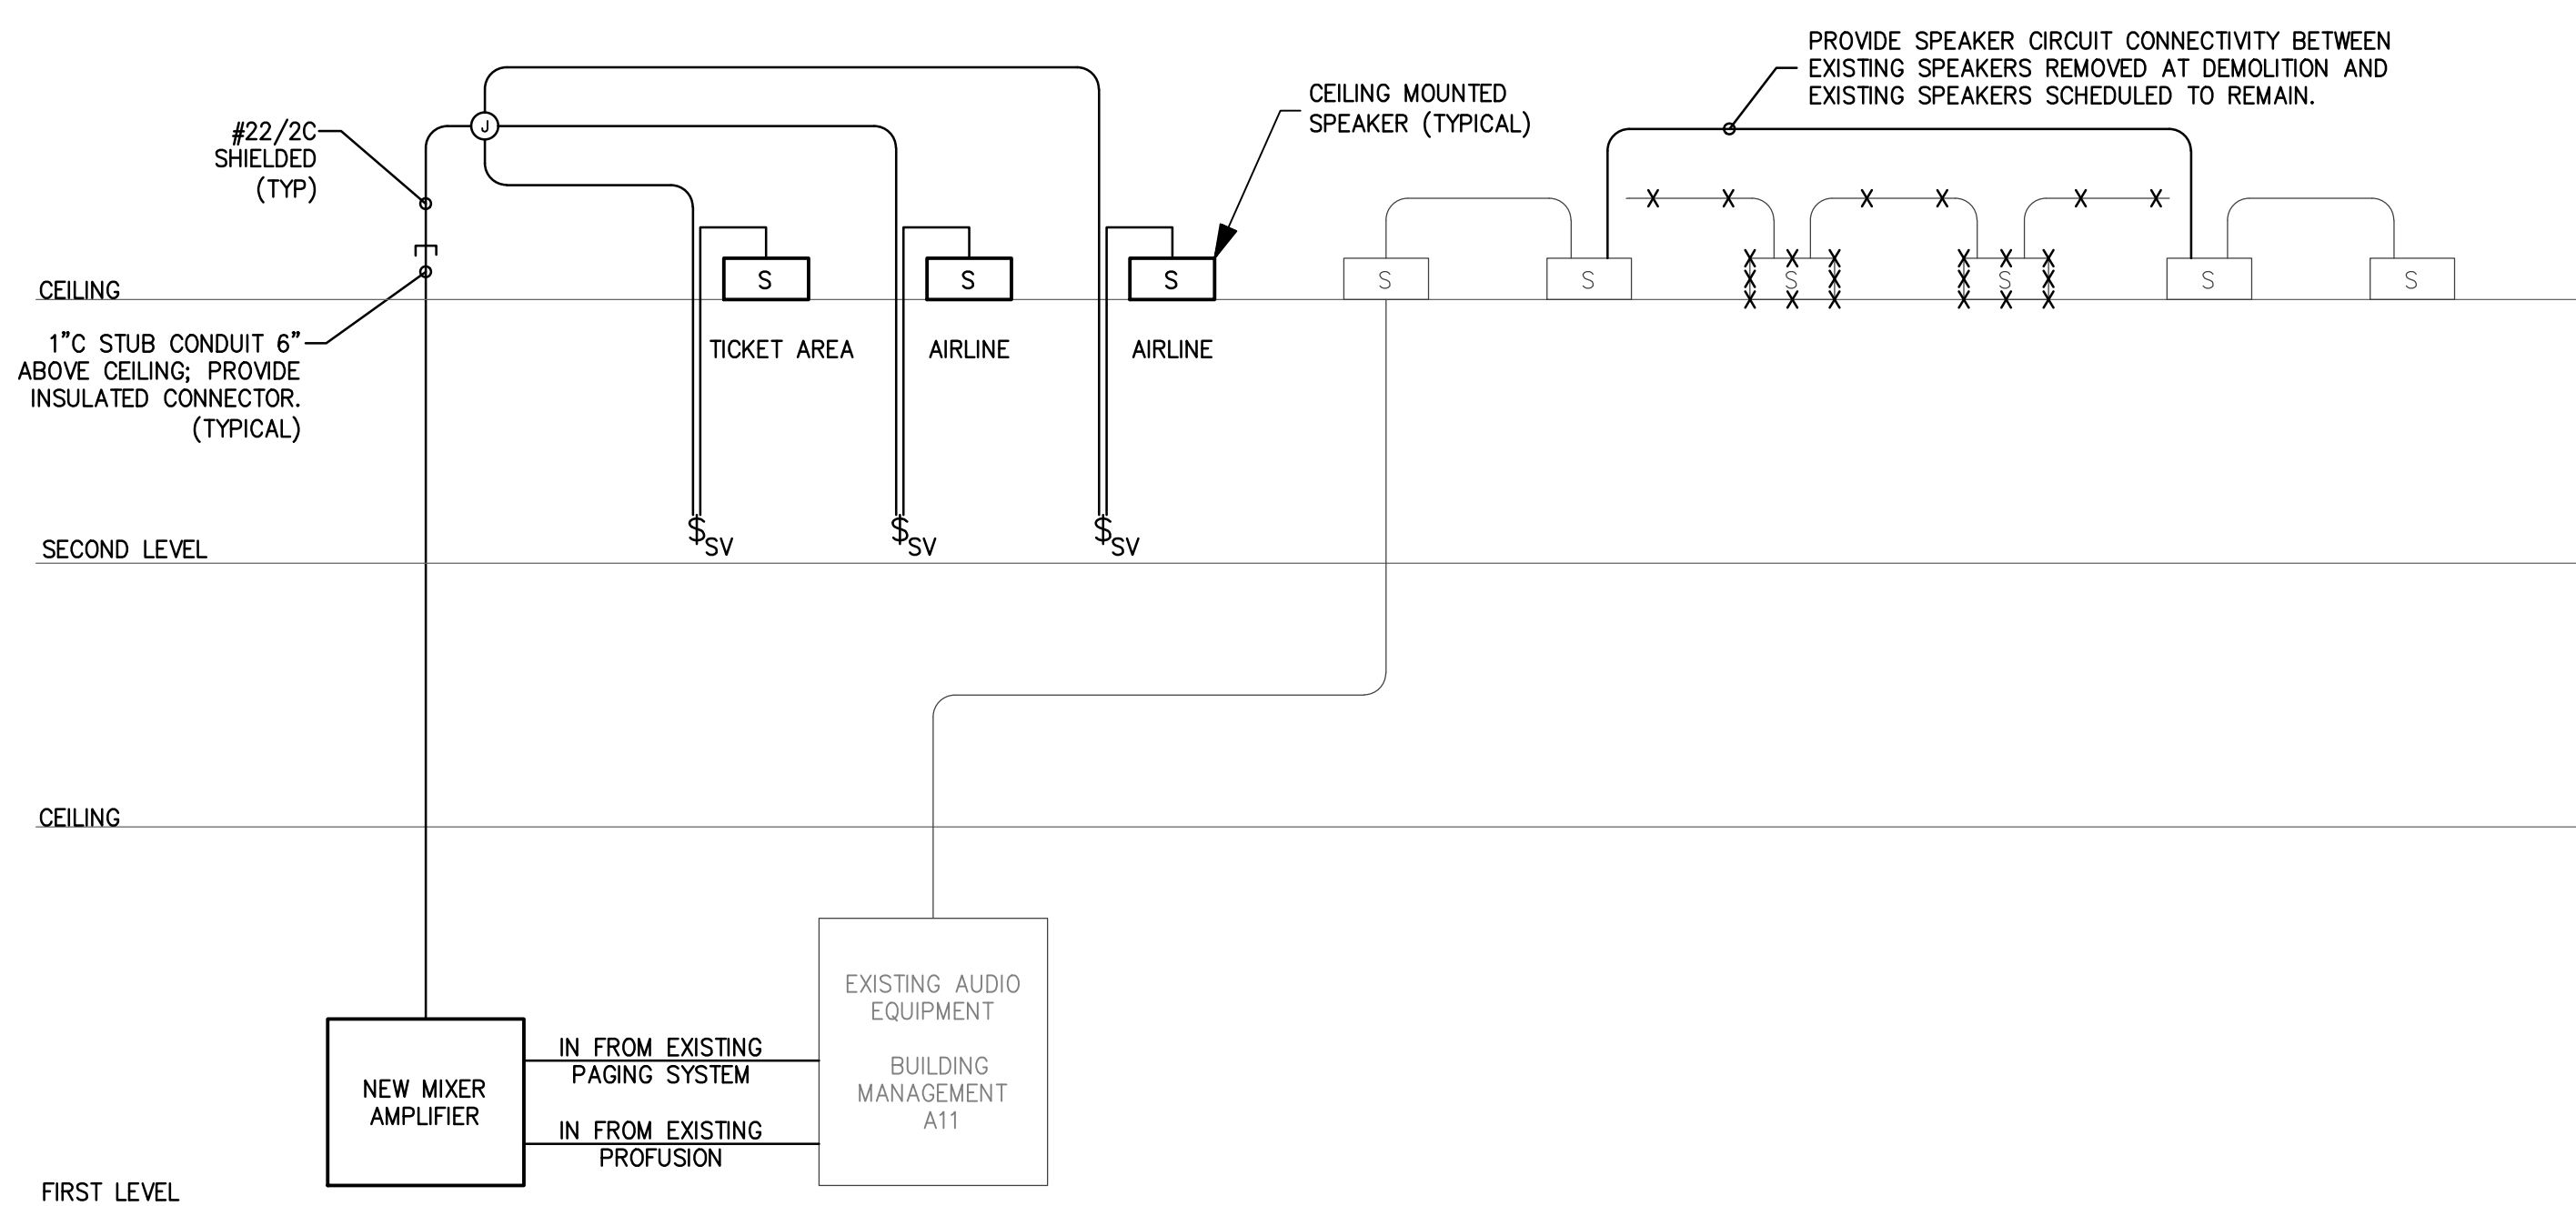 PROVIDE SPEAKER CIRCUIT CONNECTIVITY BETWEEN
EXISTING SPEAKERS REMOVED AT DEMOLITION AND
EXISTING SPEAKERS SCHEDULED TO REMAIN.
CEILING MOUNTED
SPEAKER (TYPICAL)
#22/2C
SHIELDED
(TYP)
J
CEILING
S
S
S
S
S
S
S
S
S
1"C STUB CONDUIT 6"
ABOVE CEILING; PROVIDE
INSULATED CONNECTOR.
(TYPICAL)
TICKET AREA
AIRLINE
AIRLINE
$SV
$SV
$SV
SECOND LEVEL
CEILING
EXISTING AUDIO
EQUIPMENT
BUILDING
MANAGEMENT
A11
IN FROM EXISTING
PAGING SYSTEM
IN FROM EXISTING
PROFUSION
NEW MIXER
AMPLIFIER
FIRST LEVEL